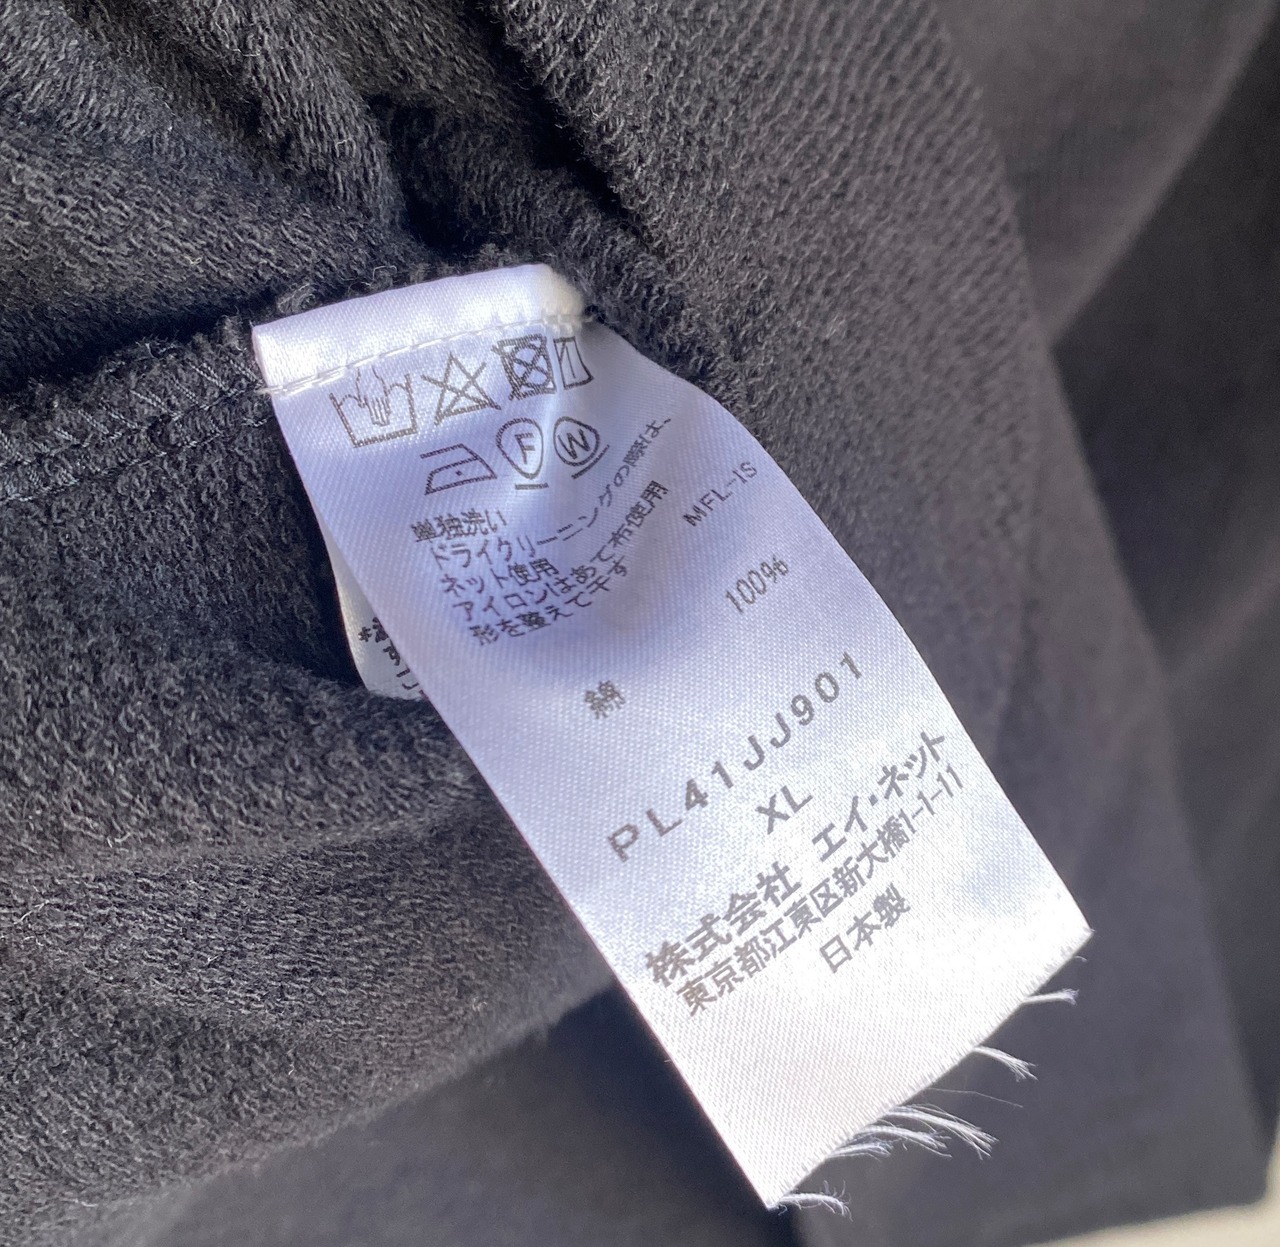 F W
単独洗い
ドライクリーニングの際は、
ネット使用
アイロンはあて布使用
形を整えて干す
MFL-1S
綿 100%
PL41JJ901
XL
株式会社 エイ・ネット
東京都江東区新大橋1-1-11
日本製